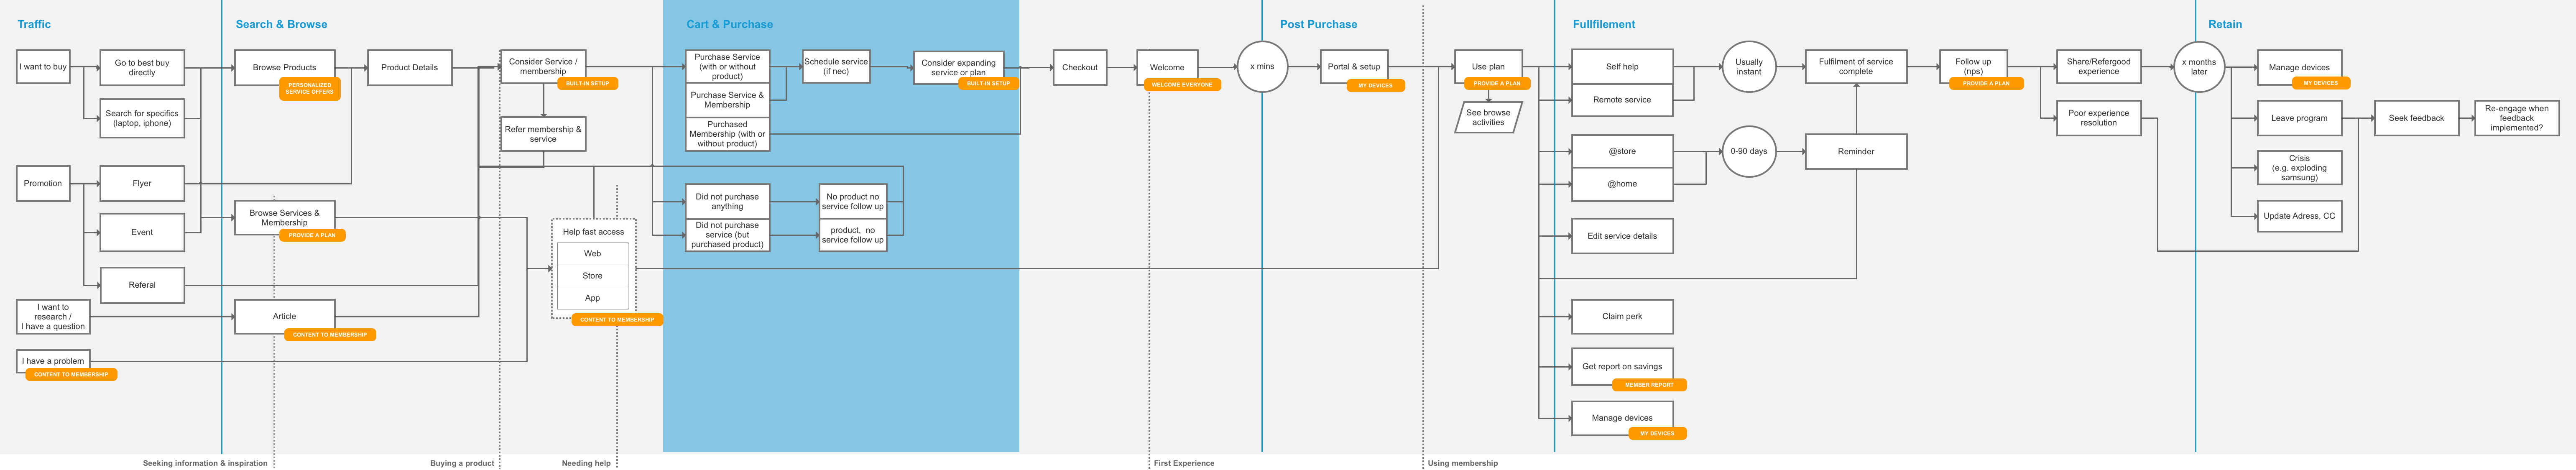 Traffic
I want to buy
Go to best buy
directly
Search for specifics
(laptop, iphone)
Promotion
Flyer
Event
Referal
I want to
research /
I have a question
I have a problem
CONTENT TO MEMBERSHIP
Search & Browse
Browse Products
PERSONALIZED
SERVICE OFFERS
Product Details
Browse Services &
Membership
PROVIDE A PLAN
Article
CONTENT TO MEMBERSHIP
Consider Service /
membership
BUILT-IN SETUP
Refer membership &
service
Help fast access
Web
Store
App
CONTENT TO MEMBERSHIP
Cart & Purchase
Purchase Service
(with or without
product)
Purchase Service &
Membership
Purchased
Membership (with or
without product)
Schedule service
(if nec)
Consider expanding
service or plan
BUILT-IN SETUP
Did not purchase
anything
Did not purchase
service (but
purchased product)
No product no
service follow up
product,  no
service follow up
Checkout
Welcome
WELCOME EVERYONE
x mins
Post Purchase
Portal & setup
MY DEVICES
Use plan
PROVIDE A PLAN
See browse
activities
Fullfilement
Self help
Remote service
@store
@home
Edit service details
Claim perk
Get report on savings
MEMBER REPORT
Manage devices
MY DEVICES
Usually
instant
0-90 days
Fulfilment of service
complete
Reminder
Follow up
(nps)
PROVIDE A PLAN
Share/Refergood
experience
Poor experience
resolution
Retain
x months
later
Manage devices
MY DEVICES
Leave program
Crisis
(e.g. exploding
samsung)
Update Adress, CC
Seek feedback
Re-engage when
feedback
implemented?
Seeking information & inspiration
Buying a product
Needing help
First Experience
Using membership